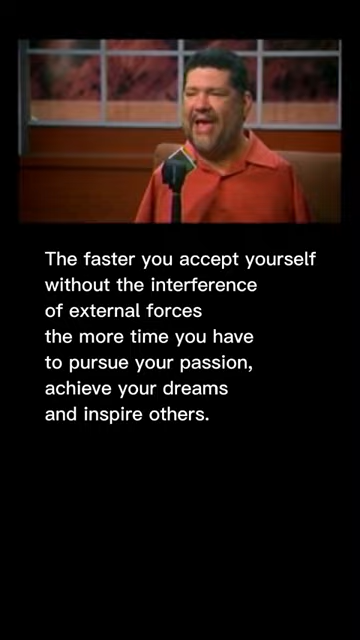 The faster you accept yourself
without the interference
of external forces
the more time you have
to pursue your passion,
achieve your dreams
and inspire others.